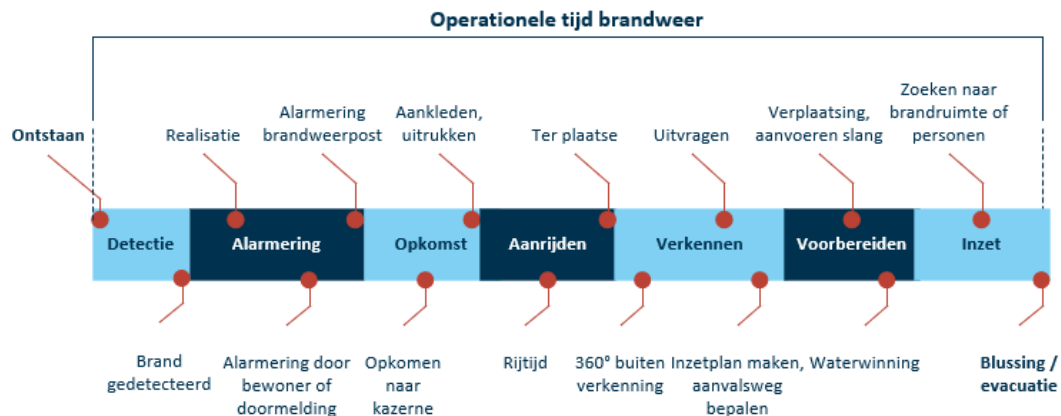 Operationele tijd brandweer
Ontstaan
Realisatie
Alarmering
brandweerpost
Aankleden,
uitrukken
Ter plaatse
Uitvragen
Verplaatsing,
aanvoeren slang
Zoeken naar
brandruimte of
personen
Detectie
Alarmering
Opkomst
Aanrijden
Verkennen
Voorbereiden
Inzet
Brand
gedetecteerd
Alarmering door
bewoner of
doormelding
Opkomen
naar
kazerne
Rijtijd
360° buiten
verkenning
Inzetplan maken,
aanvalsweg
bepalen
Waterwinning
Blussing /
evacuatie